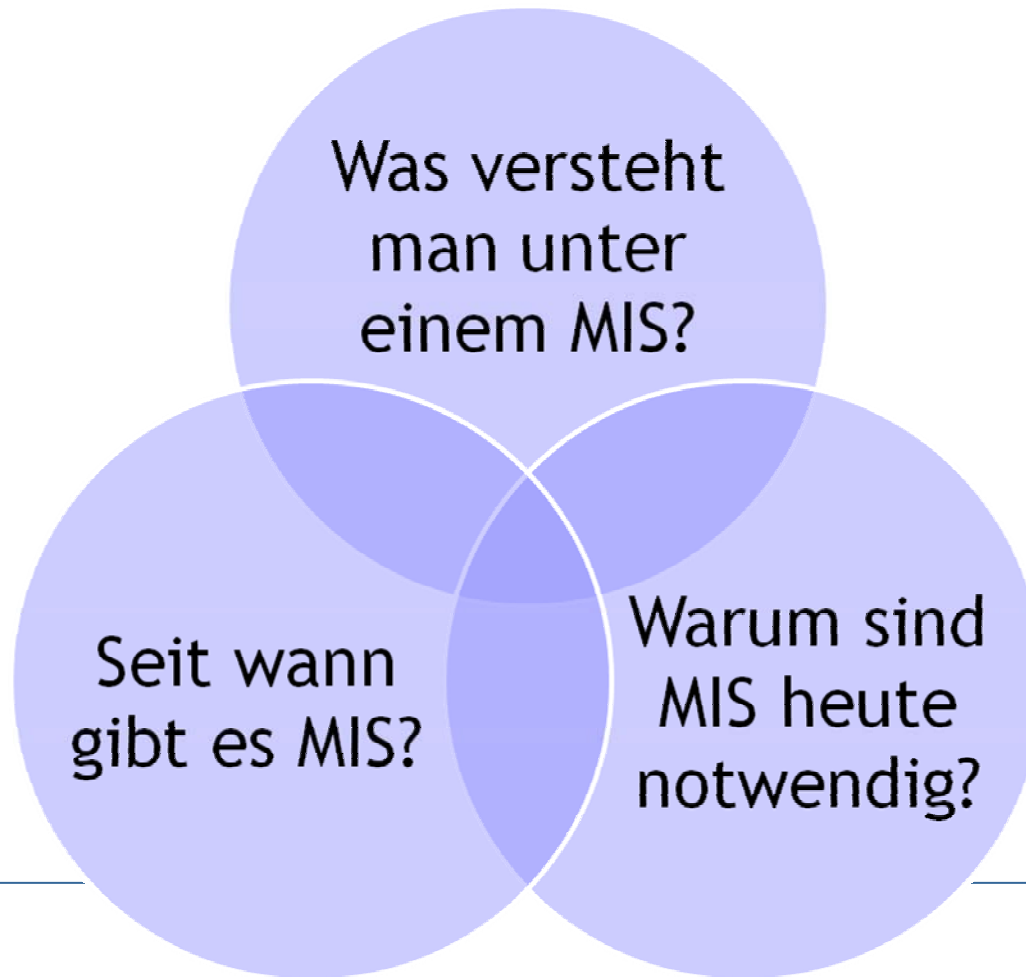 Was versteht
man unter
einem MIS?
Seit wann
gibt es MIS?
Warum sind
MIS heute
notwendig?